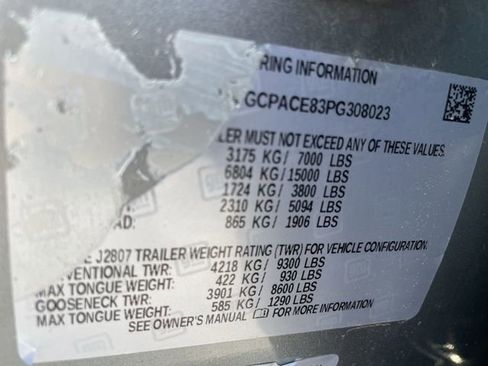 RING INFORMATION
GCPACE83PG308023
LER MUST NOT EXCEED ANY OF THESE VALUES.
3175 KG/ 7000 LBS
6804 KG/15000 LBS
1724 KG/ 3800 LBS
2310 KG/ 5094 LBS
AD: 865 KG/ 1906 LBS
E J2807 TRAILER WEIGHT RATING (TWR) FOR VEHICLE CONFIGURATION.
VENTIONAL TWR: 4218 KG/ 9300 LBS
MAX TONGUE WEIGHT: 422 KG/ 930 LBS
GOOSENECK TWR: 3901 KG/ 8600 LBS
MAX TONGUE WEIGHT: 585 KG/ 1290 LBS
SEE OWNER'S MANUAL FOR MORE INFORMATION